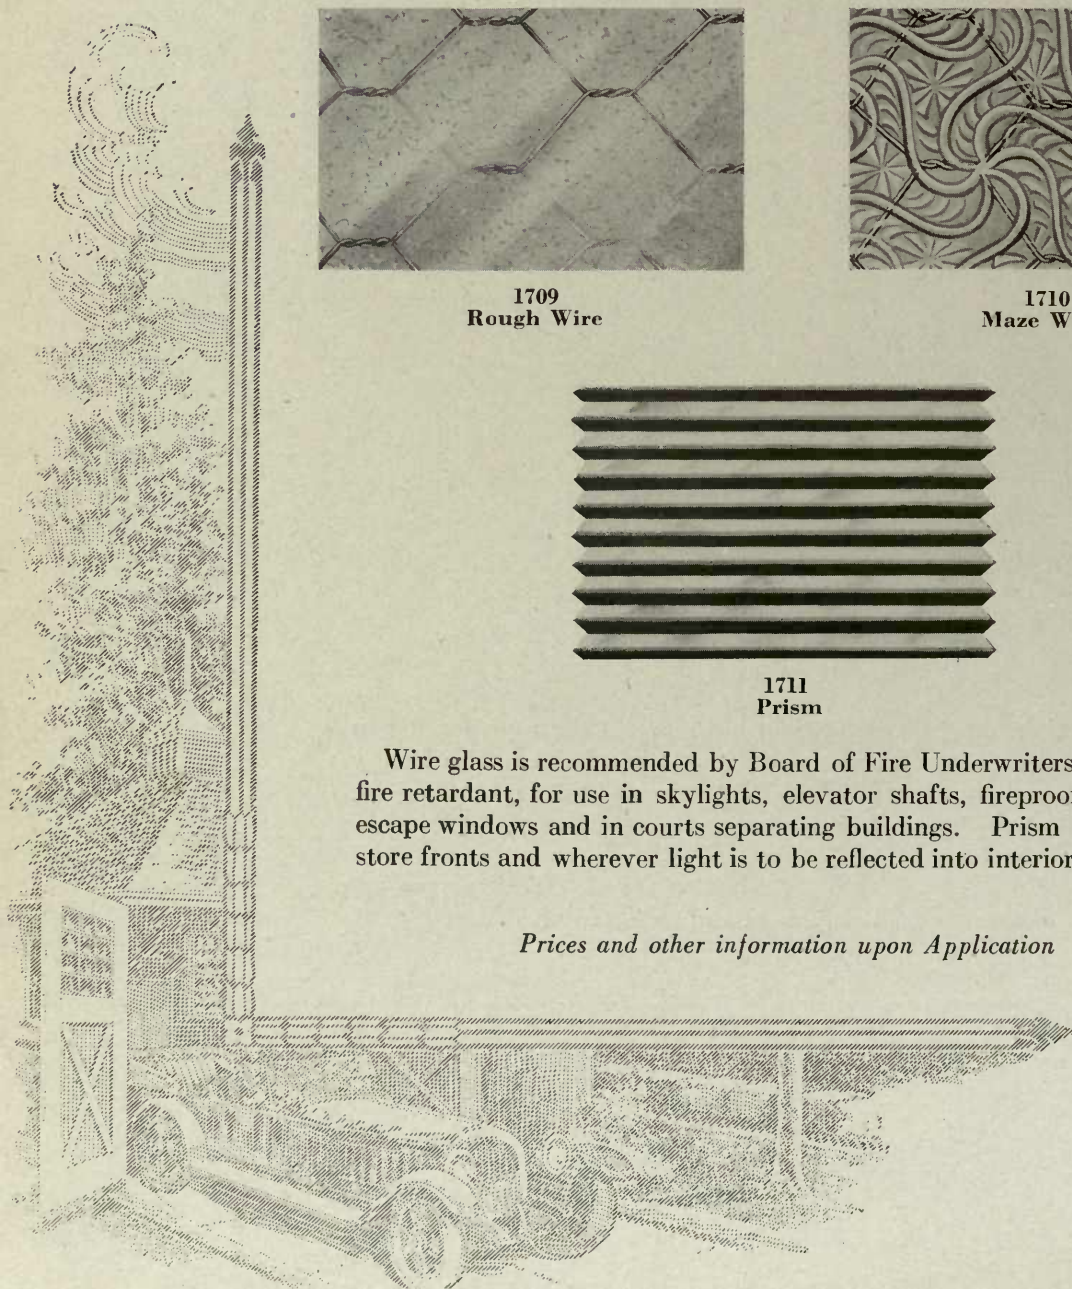 1709
Rough Wire
1710
Maze W
1711
Prism
Wire glass is recommended by Board of Fire Underwriters
fire retardant, for use in skylights, elevator shafts, fireproo
escape windows and in courts separating buildings. Prism
store fronts and wherever light is to be reflected into interior
Prices and other information upon Application